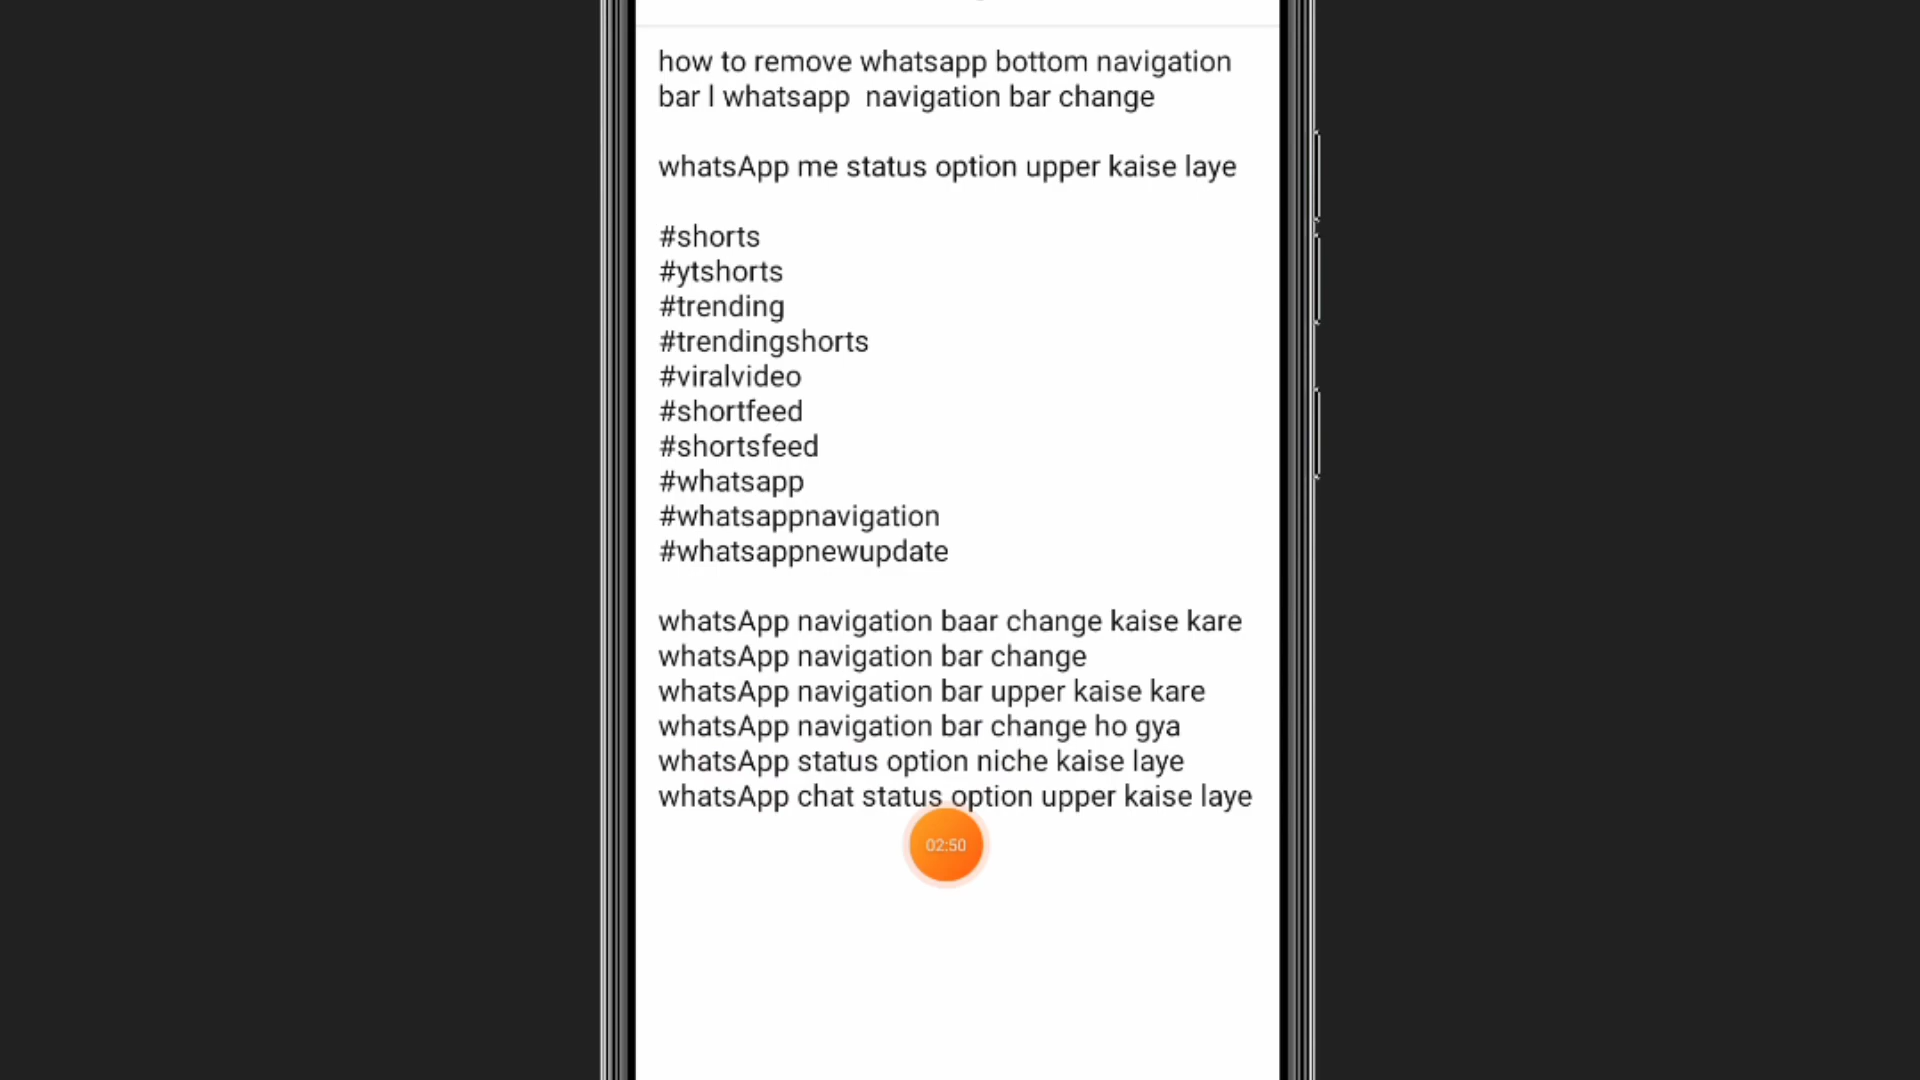 how to remove whatsapp bottom navigation
bar l whatsapp  navigation bar change
whatsApp me status option upper kaise laye
#shorts
#ytshorts
#trending
#trendingshorts
#viralvideo
#shortfeed
#shortsfeed
#whatsapp
#whatsappnavigation
#whatsappnewupdate
whatsApp navigation baar change kaise kare
whatsApp navigation bar change
whatsApp navigation bar upper kaise kare
whatsApp navigation bar change ho gya
whatsApp status option niche kaise laye
whatsApp chat status option upper kaise laye
02:50